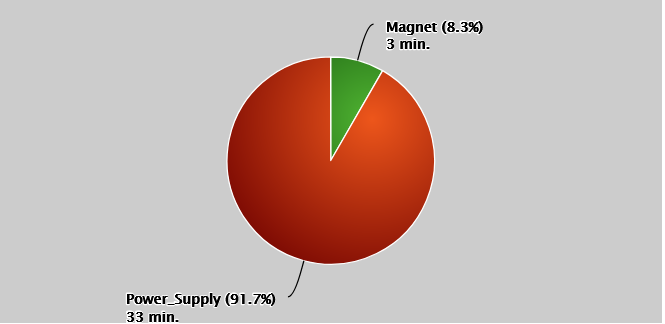 Magnet (8.3%)
3 min.
Power_Supply (91.7%)
33 min.